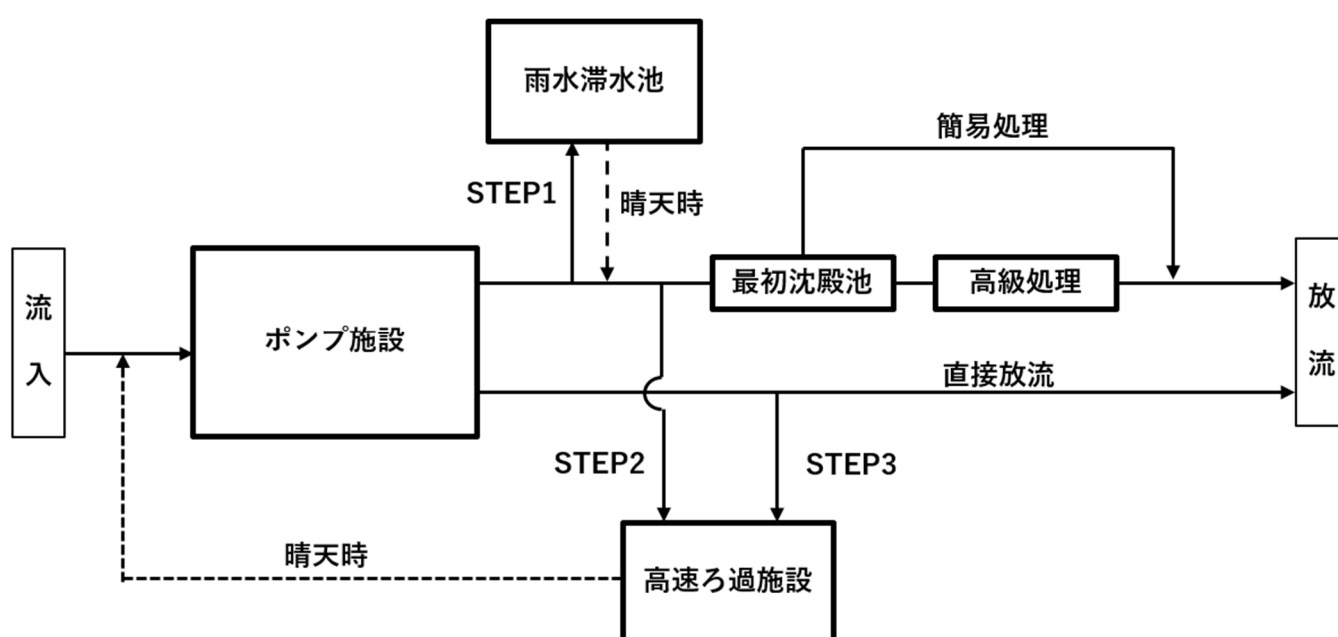 雨水滞水池
簡易処理
STEP1
晴天時
流入
ポンプ施設
最初沈殿池
高級処理
放流
直接放流
STEP2
STEP3
晴天時
高速ろ過施設